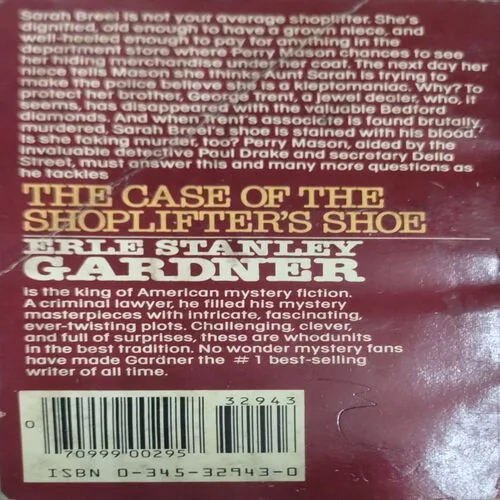 Sarah Breel is not your average shoplifter. She's
dignified, old enough to have a grown niece, and
well-heeled enough to pay for anything in the
department store where Perry Mason chances to see
her hiding merchandise under her coat. The next day her
niece tells Mason she thinks Aunt Sarah is trying to
make the police believe she is a kleptomaniac. Why? To
protect her brother, George Trent, a jewel dealer, who, it
seems, has disappeared with the valuable Bedford
diamonds. And when Trent's associate is found brutally
murdered, Sarah Breel's shoe is stained with his blood.
Is she faking murder, too? Perry Mason, aided by the
invaluable detective Paul Drake and secretary Della
Street, must answer this and many more questions as
he tackles
THE CASE OF THE
SHOPLIFTER'S SHOE
ERLE STANLEY
GARDNER
is the king of American mystery fiction.
A criminal lawyer, he filled his mystery
masterpieces with intricate, fascinating,
ever-twisting plots. Challenging, clever,
and full of surprises, these are whodunits
in the best tradition. No wonder mystery fans
have made Gardner the #1 best-selling
writer of all time.
32943
0
70999 00295
ISBN 0-345-32943-0